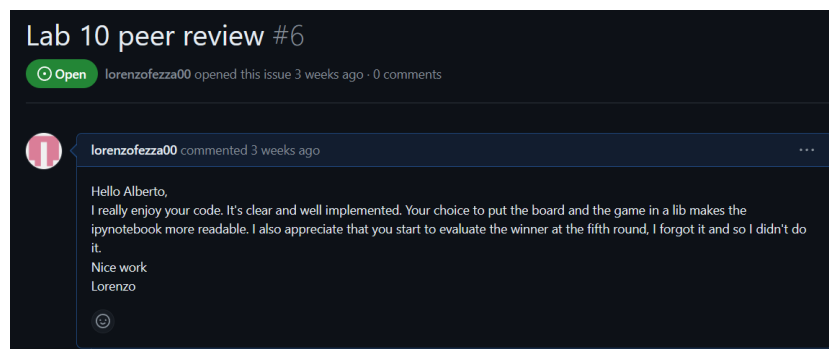 Lab 10 peer review #6
Open lorenzofezza00 opened this issue 3 weeks ago · 0 comments
lorenzofezza00 commented 3 weeks ago
Hello Alberto,
I really enjoy your code. It's clear and well implemented. Your choice to put the board and the game in a lib makes the
ipynotebook more readable. I also appreciate that you start to evaluate the winner at the fifth round, I forgot it and so I didn't do
it.
Nice work
Lorenzo